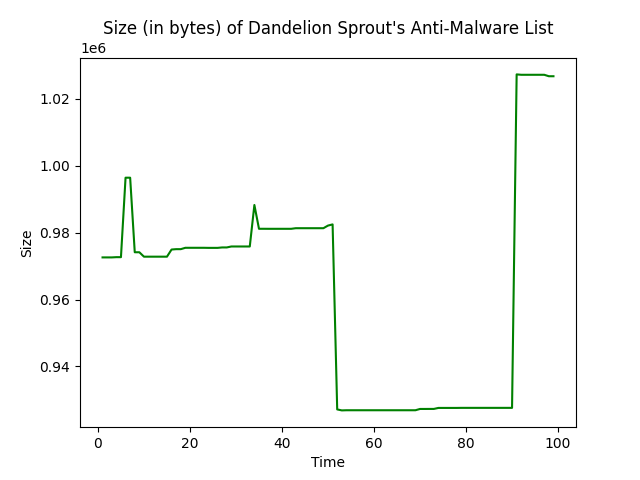 Size (in bytes) of Dandelion Sprout's Anti-Malware List
1e6
1.02
1.00
0.98
0.96
0.94
Size
0 20 40 60 80 100
Time